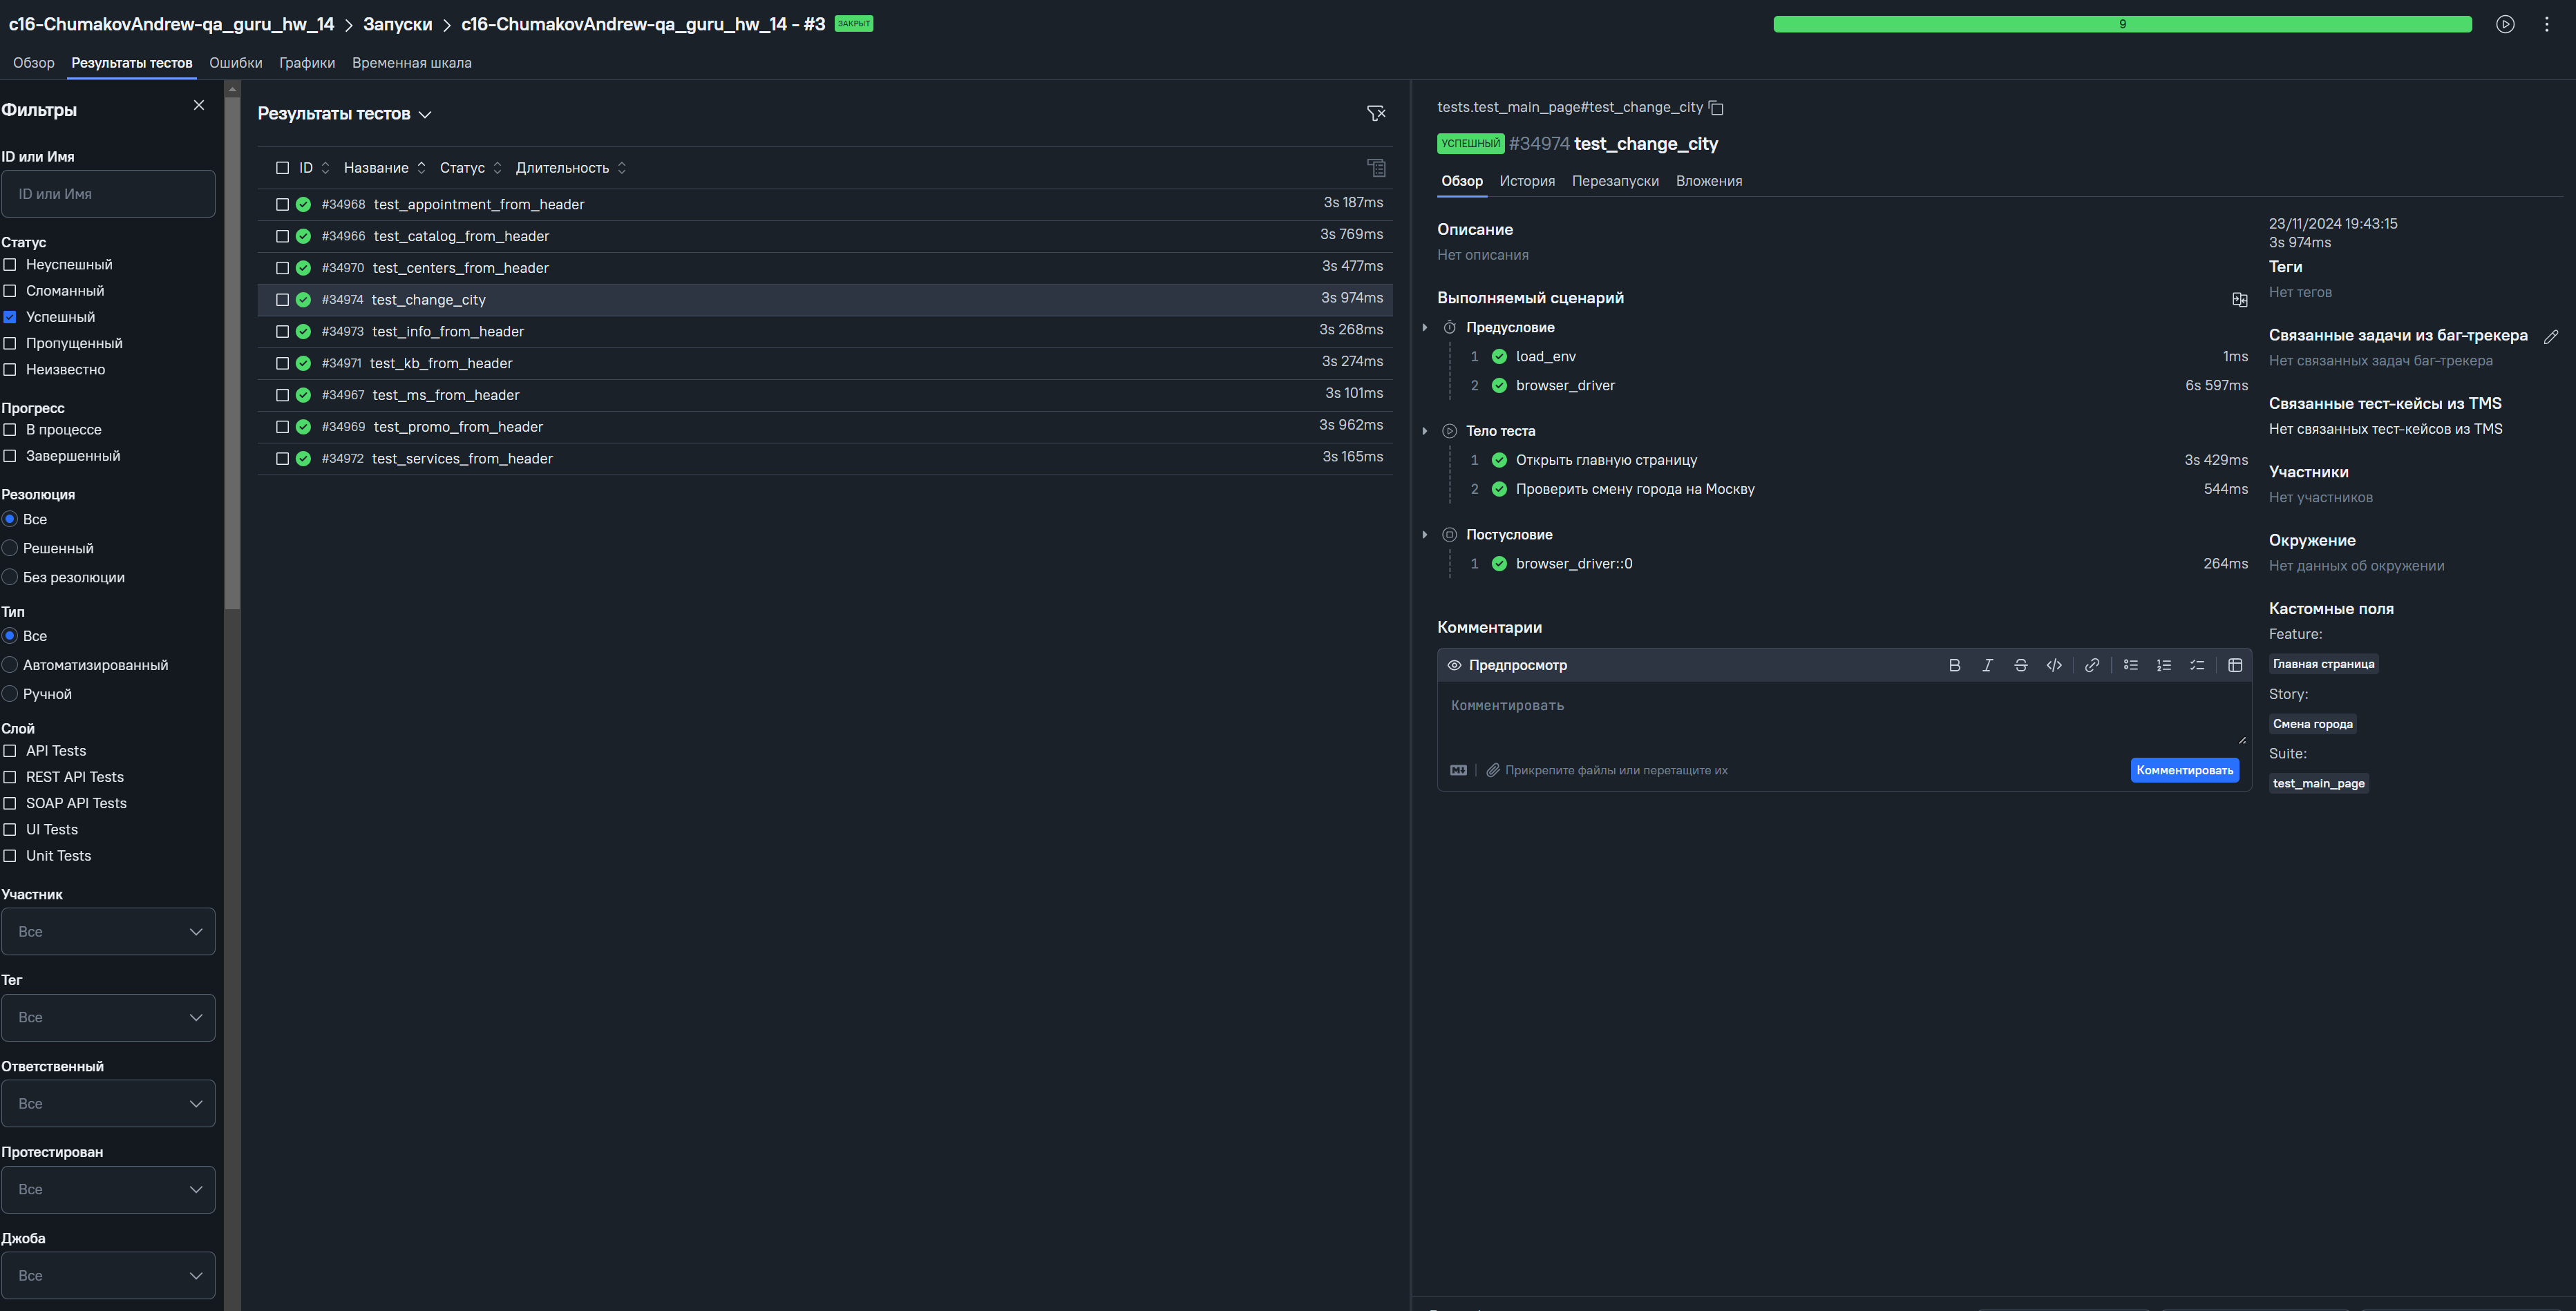 c16-ChumakovAndrew-qa_guru_hw_14 > Запуски > c16-ChumakovAndrew-qa_guru_hw_14 - #3 ЗАКРЫТ
9
Обзор Результаты тестов Ошибки Графики Временная шкала
Фильтры
ID или Имя
ID или Имя
Статус
Неуспешный
Сломанный
Успешный
Пропущенный
Неизвестно
Прогресс
В процессе
Завершенный
Резолюция
Все
Решенный
Без резолюции
Тип
Все
Автоматизированный
Ручной
Слой
API Tests
REST API Tests
SOAP API Tests
UI Tests
Unit Tests
Участник
Все
Тег
Все
Ответственный
Все
Протестирован
Все
Джоба
Все
Результаты тестов
ID Название Статус Длительность
#34968 test_appointment_from_header 3s 187ms
#34966 test_catalog_from_header 3s 769ms
#34970 test_centers_from_header 3s 477ms
#34974 test_change_city 3s 974ms
#34973 test_info_from_header 3s 268ms
#34971 test_kb_from_header 3s 274ms
#34967 test_ms_from_header 3s 101ms
#34969 test_promo_from_header 3s 962ms
#34972 test_services_from_header 3s 165ms
tests.test_main_page#test_change_city
УСПЕШНЫЙ #34974 test_change_city
Обзор История Перезапуски Вложения
Описание
Нет описания
Выполняемый сценарий
Предусловие
1 load_env 1ms
2 browser_driver 6s 597ms
Тело теста
1 Открыть главную страницу 3s 429ms
2 Проверить смену города на Москву 544ms
Постусловие
1 browser_driver::0 264ms
Комментарии
Предпросмотр
Комментировать
Прикрепите файлы или перетащите их
Комментировать
23/11/2024 19:43:15
3s 974ms
Теги
Нет тегов
Связанные задачи из баг-трекера
Нет связанных задач баг-трекера
Связанные тест-кейсы из TMS
Нет связанных тест-кейсов из TMS
Участники
Нет участников
Окружение
Нет данных об окружении
Кастомные поля
Feature:
Главная страница
Story:
Смена города
Suite:
test_main_page